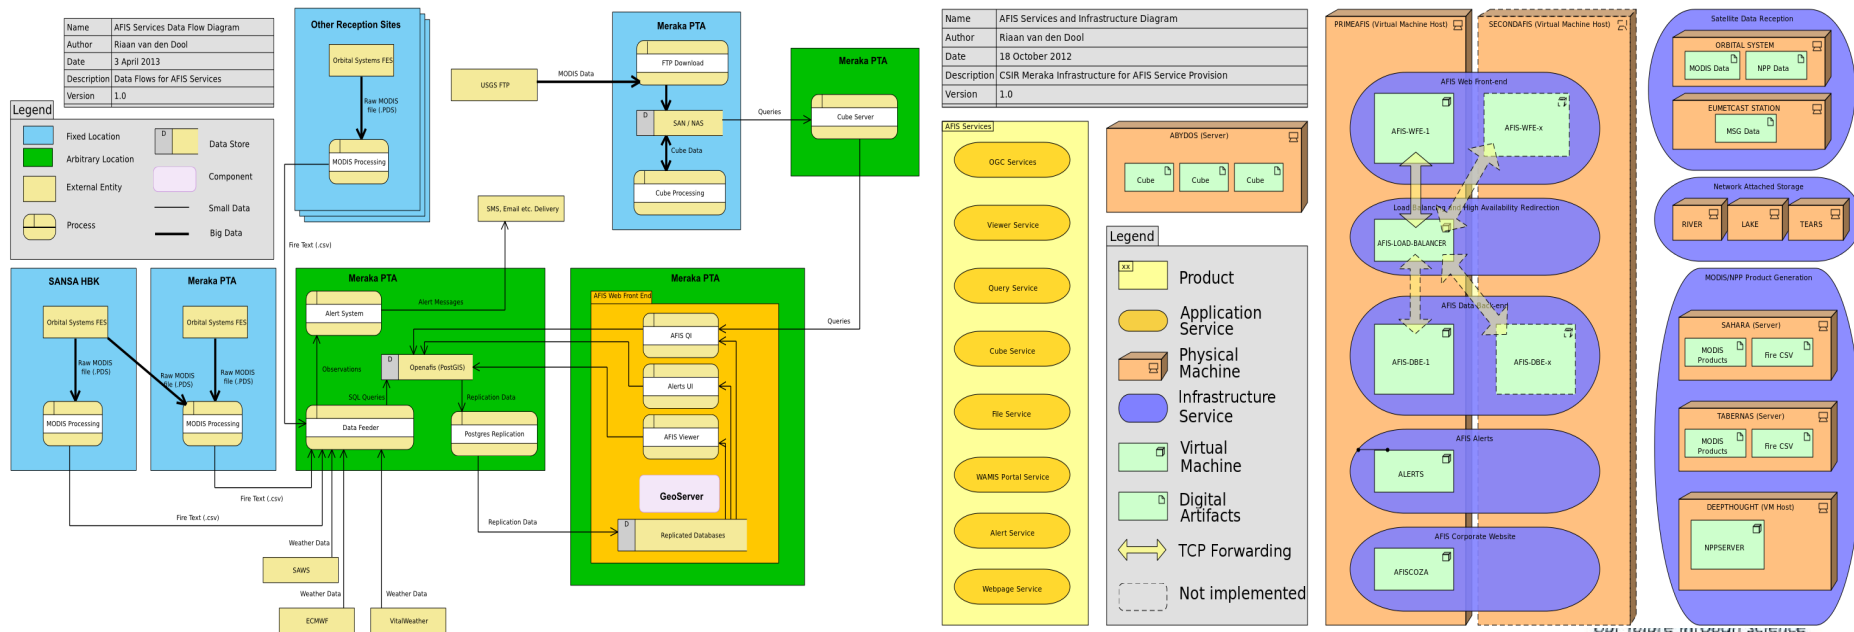 Name AFIS Services Data Flow Diagram
Author Riaan van den Dool
Date 3 April 2013
Description Data Flows for AFIS Services
Version 1.0
Legend
Fixed Location
Arbitrary Location
External Entity
Process
D
Data Store
Component
Small Data
Big Data
Other Reception Sites
Orbital Systems FES
Raw MODIS
file (.PDS)
MODIS Processing
Fire Text (.csv)
USGS FTP
MODIS Data
Meraka PTA
FTP Download
D
SAN / NAS
Cube Data
Cube Processing
Queries
Meraka PTA
Cube Server
Queries
SMS, Email etc. Delivery
SANSA HBK
Orbital Systems FES
Raw MODIS
file (.PDS)
MODIS Processing
Meraka PTA
Orbital Systems FES
Raw MODIS
file (.PDS)
Raw MODIS
file (.PDS)
MODIS Processing
Fire Text (.csv)
Fire Text (.csv)
Meraka PTA
Alert System
Alert Messages
Observations
D
Openafis (PostGIS)
SQL Queries
Replication Data
Data Feeder
Postgres Replication
Replication Data
Weather Data
SAWS
Weather Data
ECMWF
Weather Data
VitalWeather
Meraka PTA
AFIS Web Front End
AFIS QI
Alerts UI
AFIS Viewer
GeoServer
D
Replicated Databases
Name AFIS Services and Infrastructure Diagram
Author Riaan van den Dool
Date 18 October 2012
Description CSIR Meraka Infrastructure for AFIS Service Provision
Version 1.0
AFIS Services
OGC Services
Viewer Service
Query Service
Cube Service
File Service
WAMIS Portal Service
Alert Service
Webpage Service
ABYDOS (Server)
Cube
Cube
Cube
Legend
xx
Product
Application
Service
Physical
Machine
Infrastructure
Service
Virtual
Machine
Digital
Artifacts
TCP Forwarding
Not implemented
PRIMEAFIS (Virtual Machine Host)
SECONDAFIS (Virtual Machine Host)
AFIS Web Front-end
AFIS-WFE-1
AFIS-WFE-x
Load Balancing and High Availability Redirection
AFIS-LOAD-BALANCER
AFIS Data Back-end
AFIS-DBE-1
AFIS-DBE-x
AFIS Alerts
ALERTS
AFIS Corporate Website
AFISCOZA
Satellite Data Reception
ORBITAL SYSTEM
MODIS Data
NPP Data
EUMETCAST STATION
MSG Data
Network Attached Storage
RIVER
LAKE
TEARS
MODIS/NPP Product Generation
SAHARA (Server)
MODIS
Products
Fire CSV
TABERNAS (Server)
MODIS
Products
Fire CSV
DEEPTHOUGHT (VM Host)
NPPSERVER
our future through science